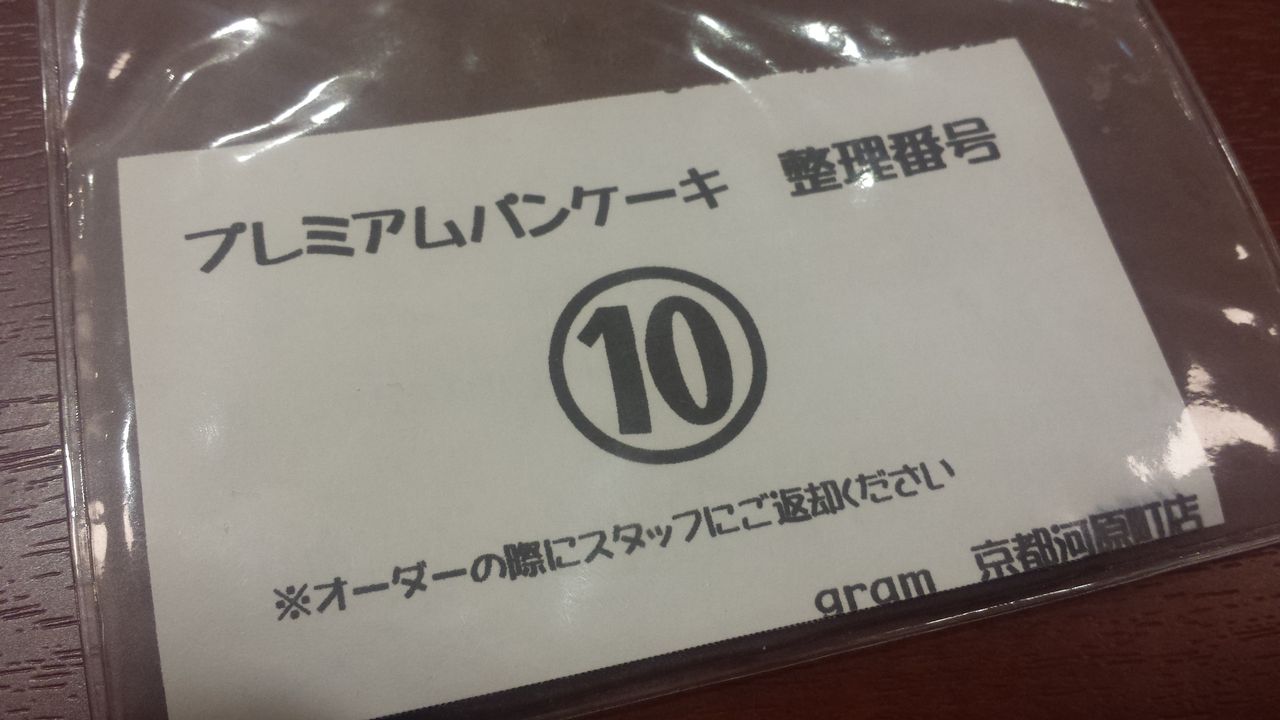 プレミアムパンケーキ　整理番号
⑩
※オーダーの際にスタッフにご返却ください
gram　京都河原町店